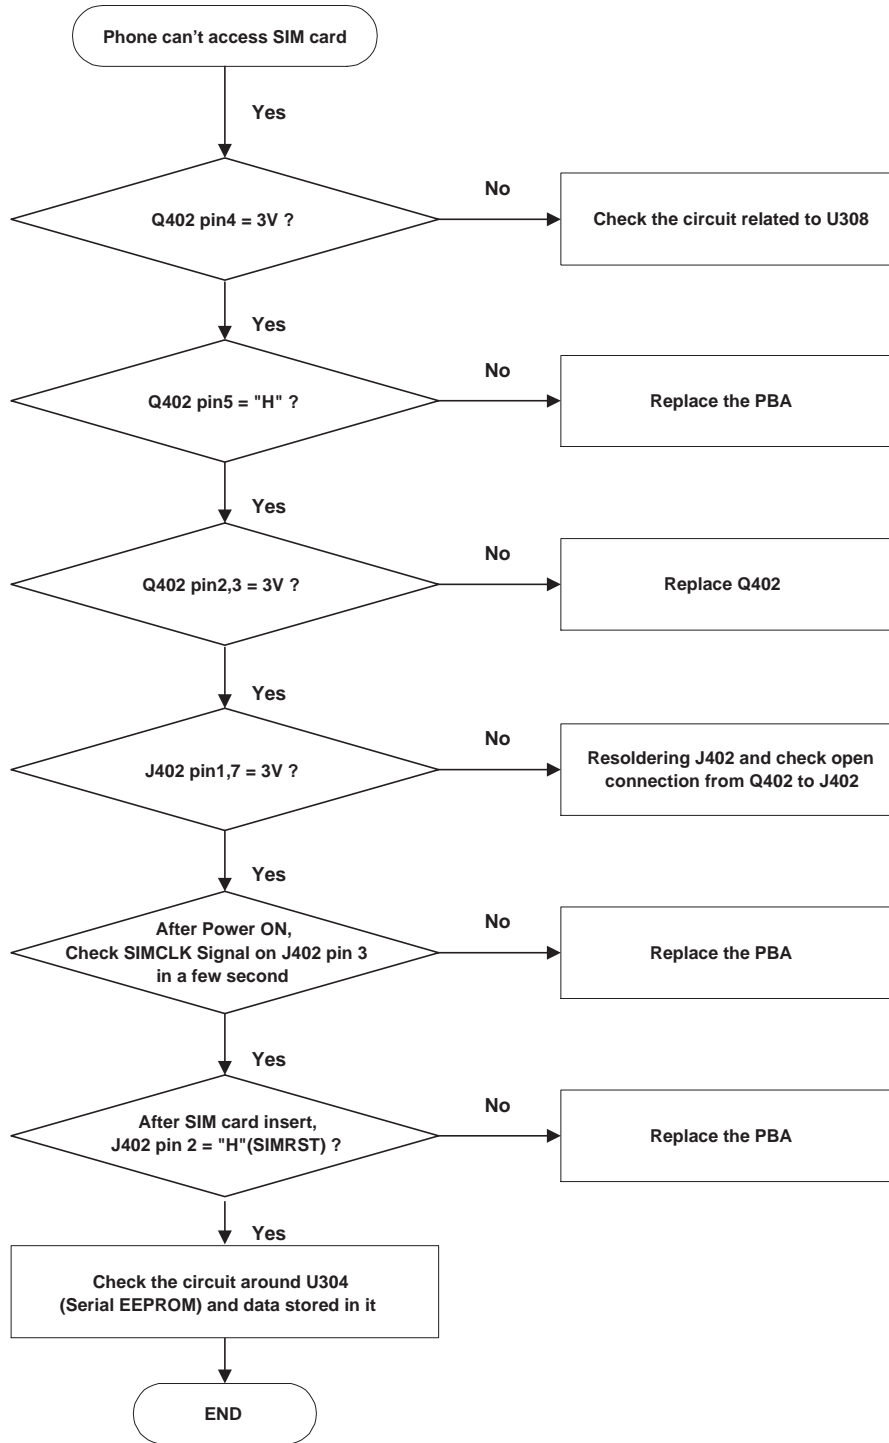 Phone can't access SIM card
Yes
Q402 pin4 = 3V ?
No
Check the circuit related to U308
Yes
Q402 pin5 = "H" ?
No
Replace the PBA
Yes
Q402 pin2,3 = 3V ?
No
Replace Q402
Yes
J402 pin1,7 = 3V ?
No
Resoldering J402 and check open
connection from Q402 to J402
Yes
After Power ON,
Check SIMCLK Signal on J402 pin 3
in a few second
No
Replace the PBA
Yes
After SIM card insert,
J402 pin 2 = "H"(SIMRST) ?
No
Replace the PBA
Yes
Check the circuit around U304
(Serial EEPROM) and data stored in it
END